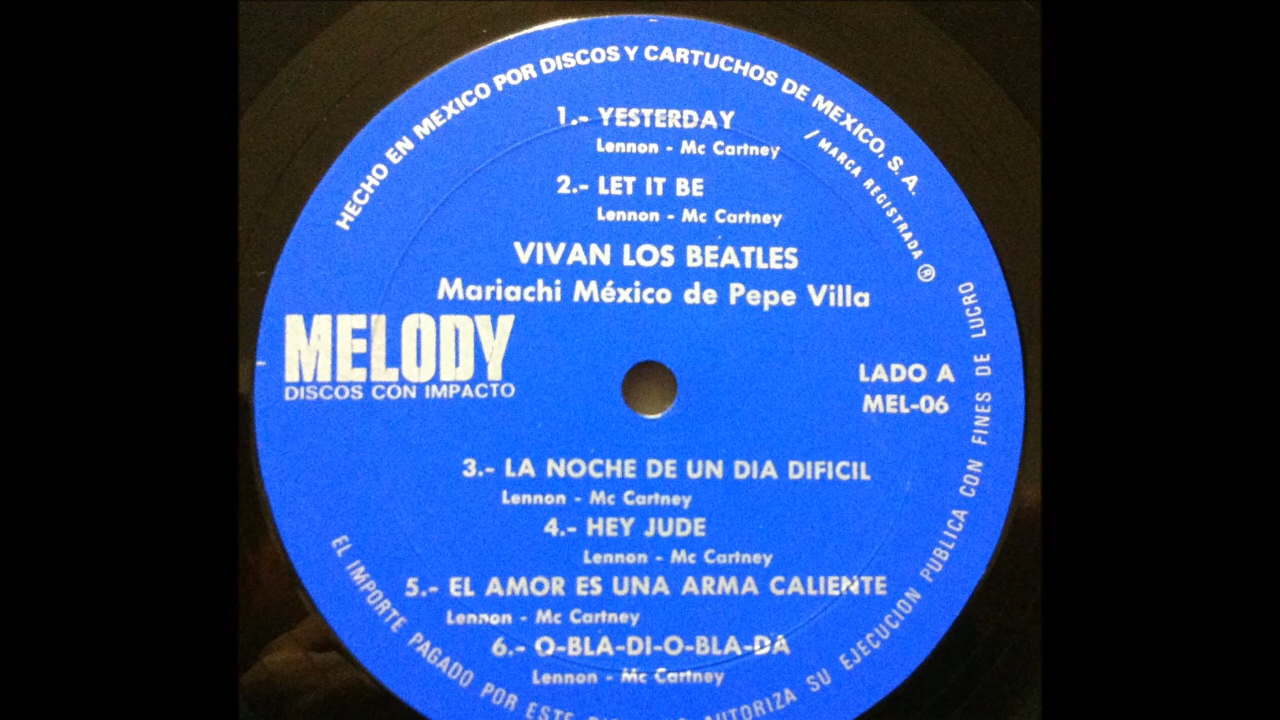 HECHO EN MEXICO POR DISCOS Y CARTUCHOS DE MEXICO, S. A.
/ MARCA REGISTRADA ®
1.- YESTERDAY
Lennon - Mc Cartney
2.- LET IT BE
Lennon - Mc Cartney
VIVAN LOS BEATLES
Mariachi México de Pepe Villa
MELODY
DISCOS CON IMPACTO
LADO A
MEL-06
3.- LA NOCHE DE UN DIA DIFICIL
Lennon - Mc Cartney
4.- HEY JUDE
Lennon - Mc Cartney
5.- EL AMOR ES UNA ARMA CALIENTE
Lennon - Mc Cartney
6.- O-BLA-DI-O-BLA-DA
Lennon - Mc Cartney
EL IMPORTE PAGADO POR ESTE AUTORIZA SU EJECUCION PUBLICA CON FINES DE LUCRO